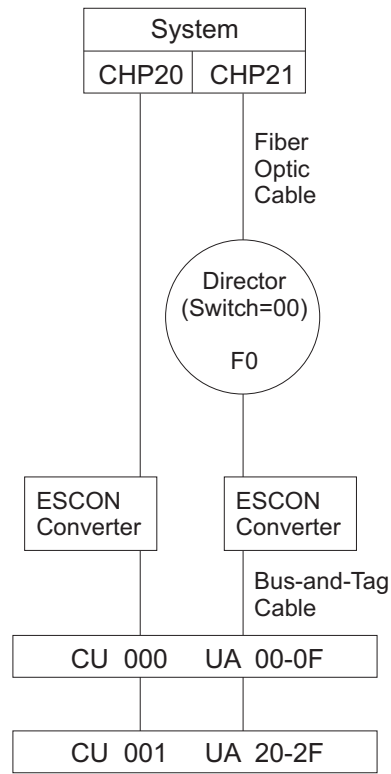 System
CHP20 CHP21
Fiber
Optic
Cable
Director
(Switch=00)
F0
ESCON
Converter
ESCON
Converter
Bus-and-Tag
Cable
CU 000 UA 00-0F
CU 001 UA 20-2F